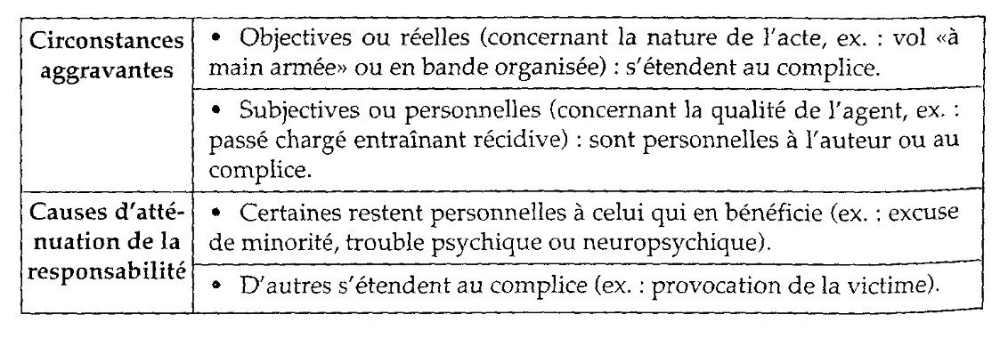 Circonstances
aggravantes
• Objectives ou réelles (concernant la nature de l'acte, ex. : vol «à
main armée» ou en bande organisée) : s'étendent au complice.
• Subjectives ou personnelles (concernant la qualité de l'agent, ex. :
passé chargé entraînant récidive) : sont personnelles à l'auteur ou au
complice.
Causes d'atté-
nuation de la
responsabilité
• Certaines restent personnelles à celui qui en bénéficie (ex. : excuse
de minorité, trouble psychique ou neuropsychique).
• D'autres s'étendent au complice (ex. : provocation de la victime).